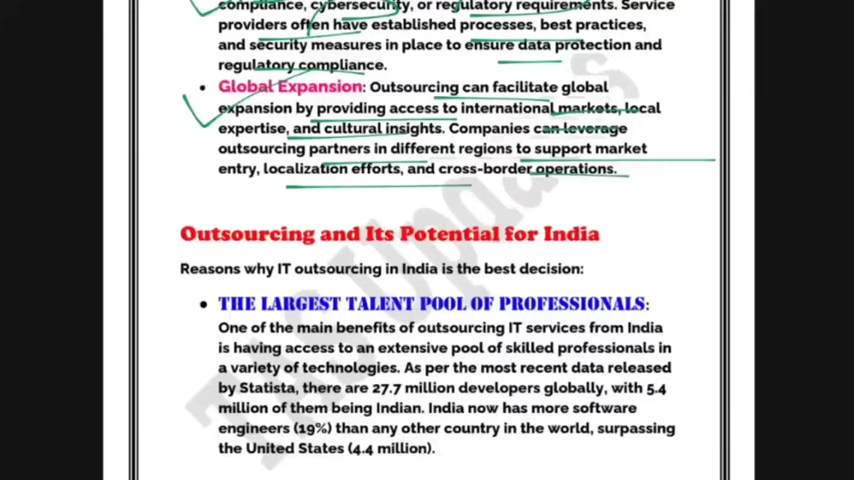 compliance, cybersecurity, or regulatory requirements. Service
providers often have established processes, best practices,
and security measures in place to ensure data protection and
regulatory compliance.
• Global Expansion: Outsourcing can facilitate global
expansion by providing access to international markets, local
expertise, and cultural insights. Companies can leverage
outsourcing partners in different regions to support market
entry, localization efforts, and cross-border operations.
Outsourcing and Its Potential for India
Reasons why IT outsourcing in India is the best decision:
• THE LARGEST TALENT POOL OF PROFESSIONALS:
One of the main benefits of outsourcing IT services from India
is having access to an extensive pool of skilled professionals in
a variety of technologies. As per the most recent data released
by Statista, there are 27.7 million developers globally, with 5.4
million of them being Indian. India now has more software
engineers (19%) than any other country in the world, surpassing
the United States (4.4 million).